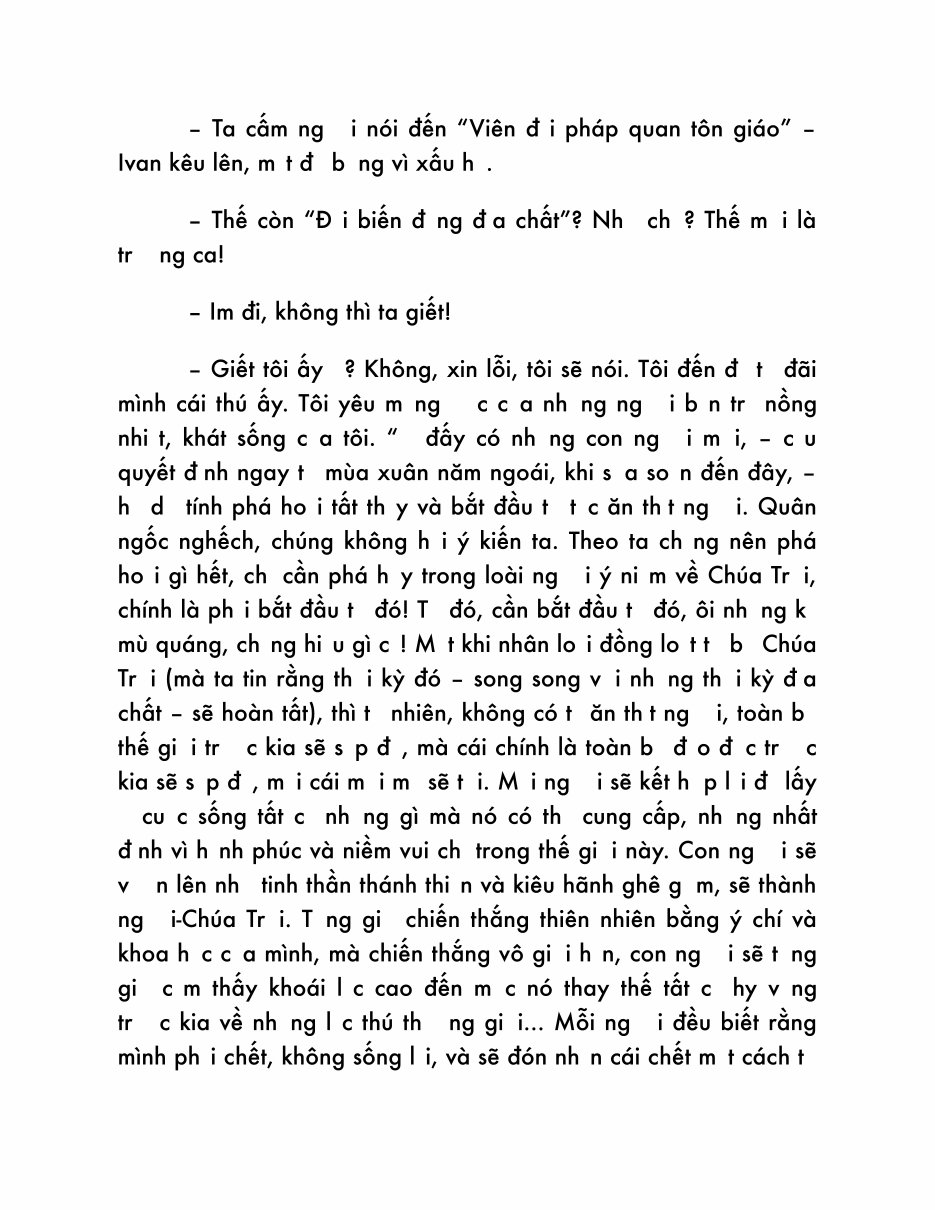 – Ta cấm ng i nói đến “Viên đ i pháp quan tôn giáo” –
Ivan kêu lên, m t đ b ng vì xấu h .
– Thế còn “Đ i biến đ ng đ a chất”? Nh ch ? Thế m i là
tr ng ca!
– Im đi, không thì ta giết!
– Giết tôi ấy ? Không, xin lỗi, tôi sẽ nói. Tôi đến đ t đãi
mình cái thú ấy. Tôi yêu m ng c c a nh ng ng i b n tr nồng
nhi t, khát sống c a tôi. “ đấy có nh ng con ng i m i, – c u
quyết đ nh ngay t mùa xuân năm ngoái, khi s a so n đến đây, –
h d tính phá ho i tất th y và bắt đầu t t c ăn th t ng i. Quân
ngốc nghếch, chúng không h i ý kiến ta. Theo ta ch ng nên phá
ho i gì hết, ch cần phá h y trong loài ng i ý ni m về Chúa Tr i,
chính là ph i bắt đầu t đó! T đó, cần bắt đầu t đó, ôi nh ng k
mù quáng, ch ng hi u gì c ! M t khi nhân lo i đồng lo t t b Chúa
Tr i (mà ta tin rằng th i kỳ đó – song song v i nh ng th i kỳ đ a
chất – sẽ hoàn tất), thì t nhiên, không có t ăn th t ng i, toàn b
thế gi i tr c kia sẽ s p đ , mà cái chính là toàn b đ o đ c tr c
kia sẽ s p đ , m i cái m i m sẽ t i. M i ng i sẽ kết h p l i đ lấy
cu c sống tất c nh ng gì mà nó có th cung cấp, nh ng nhất
đ nh vì h nh phúc và niềm vui ch trong thế gi i này. Con ng i sẽ
v n lên nh tinh thần thánh thi n và kiêu hãnh ghê g m, sẽ thành
ng i-Chúa Tr i. T ng gi chiến thắng thiên nhiên bằng ý chí và
khoa h c c a mình, mà chiến thắng vô gi i h n, con ng i sẽ t ng
gi c m thấy khoái l c cao đến m c nó thay thế tất c hy v ng
tr c kia về nh ng l c thú th ng gi i... Mỗi ng i đều biết rằng
mình ph i chết, không sống l i, và sẽ đón nh n cái chết m t cách t